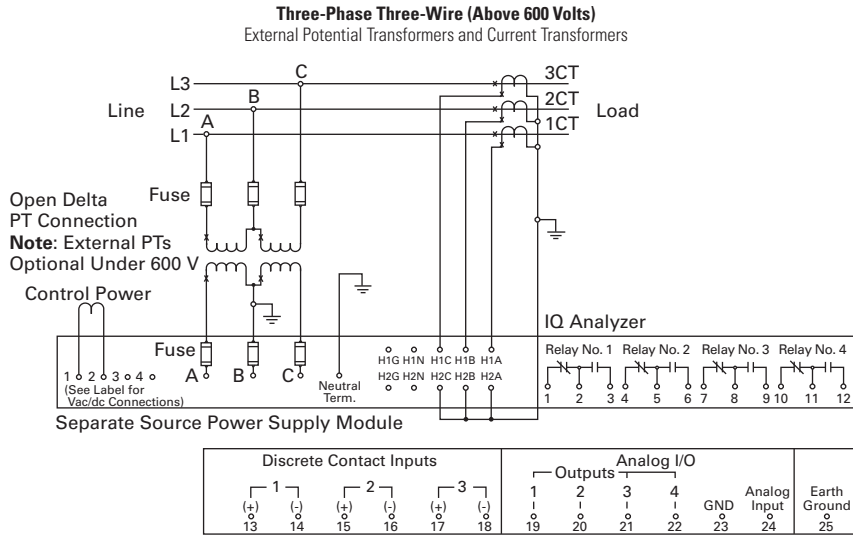 Three-Phase Three-Wire (Above 600 Volts)
External Potential Transformers and Current Transformers
C
3CT
L3
B
2CT
Line
L2
Load
A
1CT
L1
Fuse
Open Delta
PT Connection
Note: External PTs
Optional Under 600 V
Control Power
IQ Analyzer
Fuse
H1G H1N H1C H1B H1A
Relay No. 1 Relay No. 2 Relay No. 3 Relay No. 4
1 2 3 4
A B C
H2G H2N H2C H2B H2A
(See Label for
Vac/dc Connections)
Neutral
Term.
1 2 3 4 5 6 7 8 9 10 11 12
Separate Source Power Supply Module
Discrete Contact Inputs
Analog I/O
Outputs
1 2 3
1 2 3 4
(+) (-) (+) (-) (+) (-)
GND
Analog
Input
Earth
Ground
13 14 15 16 17 18 19 20 21 22 23 24 25